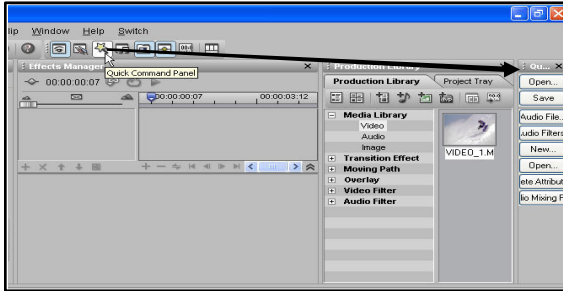 lip Window Help Switch
Effects Manager
Quick Command Panel
00:00:00:07
00:00:00:07 00:00:03:12
Production Library
Production Library Project Tray
Media Library
Video
Audio
Image
Transition Effect
Moving Path
Overlay
Video Filter
Audio Filter
VIDEO_1.M
Qu...
Open...
Save
Audio File..
udio Filters
New...
Open...
ete Attribut
lio Mixing F